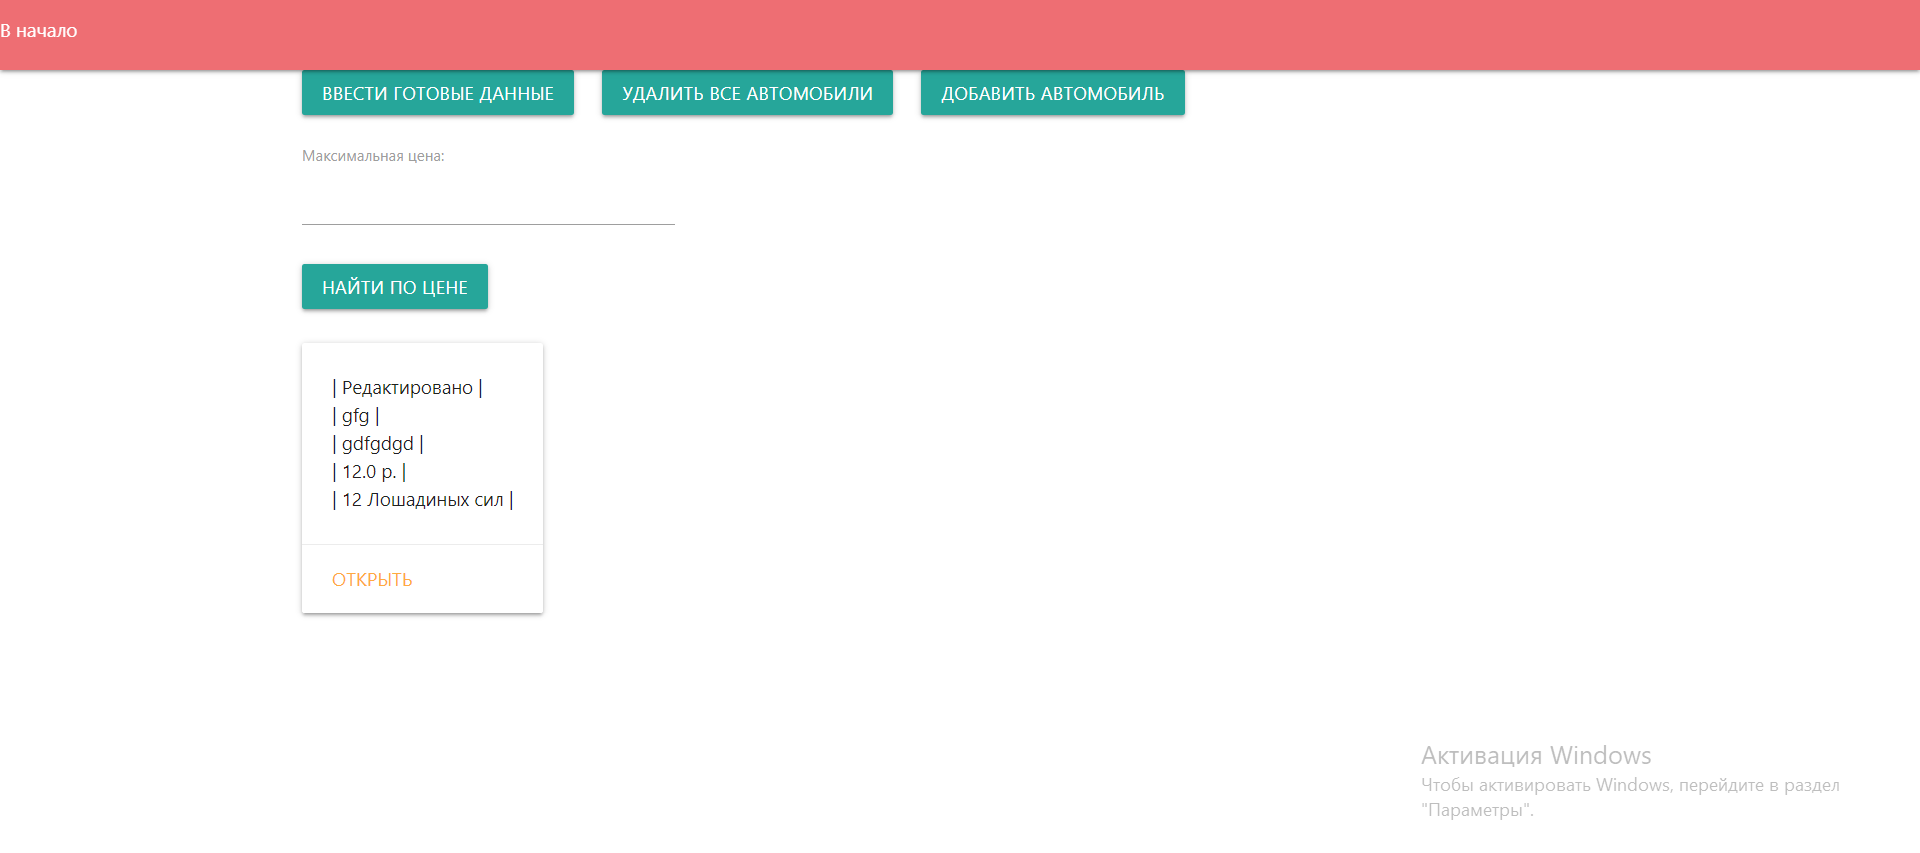 В начало
ВВЕСТИ ГОТОВЫЕ ДАННЫЕ УДАЛИТЬ ВСЕ АВТОМОБИЛИ ДОБАВИТЬ АВТОМОБИЛЬ
Максимальная цена:
НАЙТИ ПО ЦЕНЕ
| Редактировано |
| gfg |
| gdfgdgd |
| 12.0 р. |
| 12 Лошадиных сил |
ОТКРЫТЬ
Активация Windows
Чтобы активировать Windows, перейдите в раздел
"Параметры".